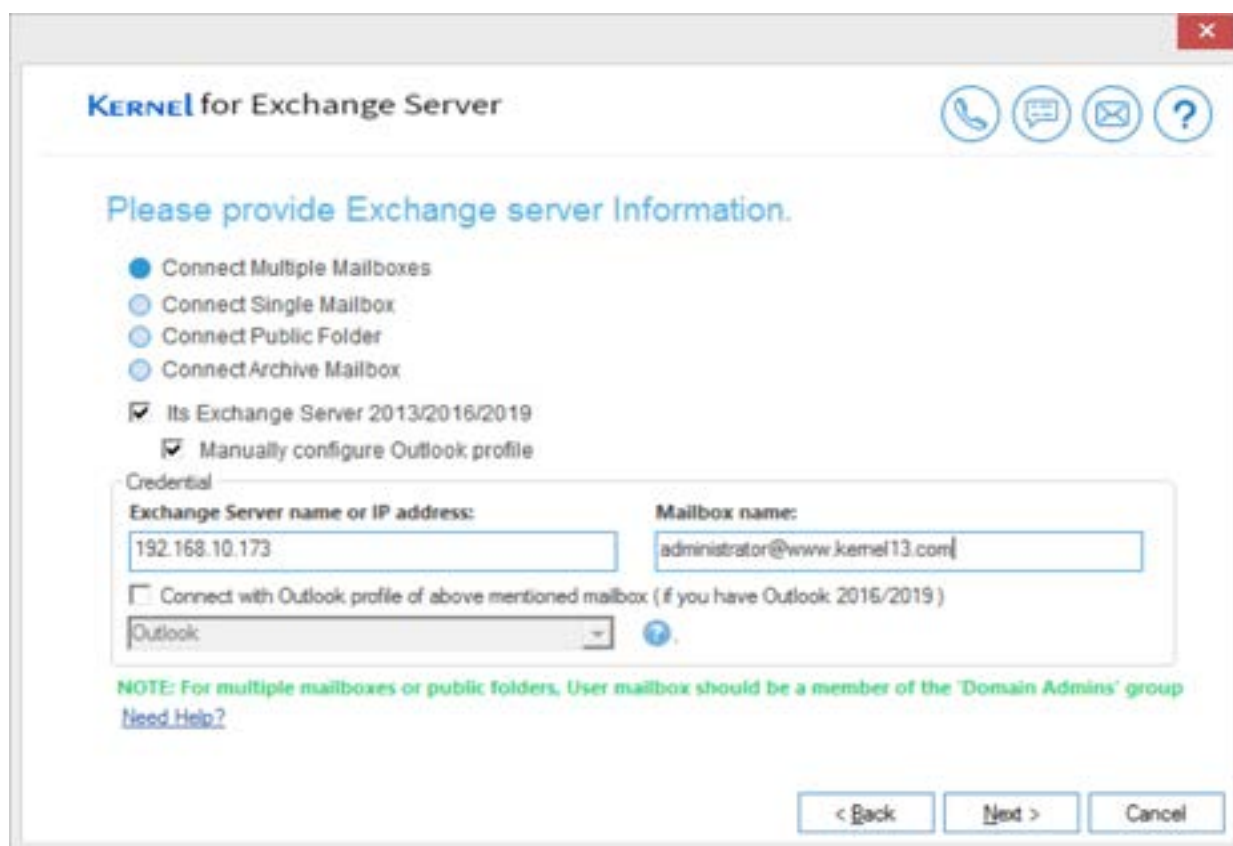 KERNEL for Exchange Server
?
Please provide Exchange server Information.
Connect Multiple Mailboxes
Connect Single Mailbox
Connect Public Folder
Connect Archive Mailbox
Its Exchange Server 2013/2016/2019
Manually configure Outlook profile
Credential
Exchange Server name or IP address: Mailbox name:
192.168.10.173 administrator@www.kernel13.com
Connect with Outlook profile of above mentioned mailbox ( if you have Outlook 2016/2019 )
Outlook ?
NOTE: For multiple mailboxes or public folders, User mailbox should be a member of the 'Domain Admins' group
Need Help?
< Back Next > Cancel